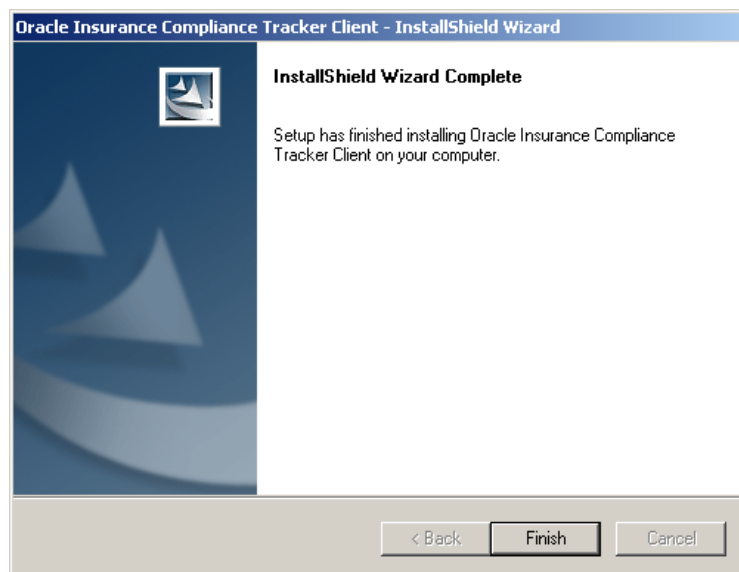 Oracle Insurance Compliance Tracker Client - InstallShield Wizard
InstallShield Wizard Complete
Setup has finished installing Oracle Insurance Compliance
Tracker Client on your computer.
< Back
Finish
Cancel